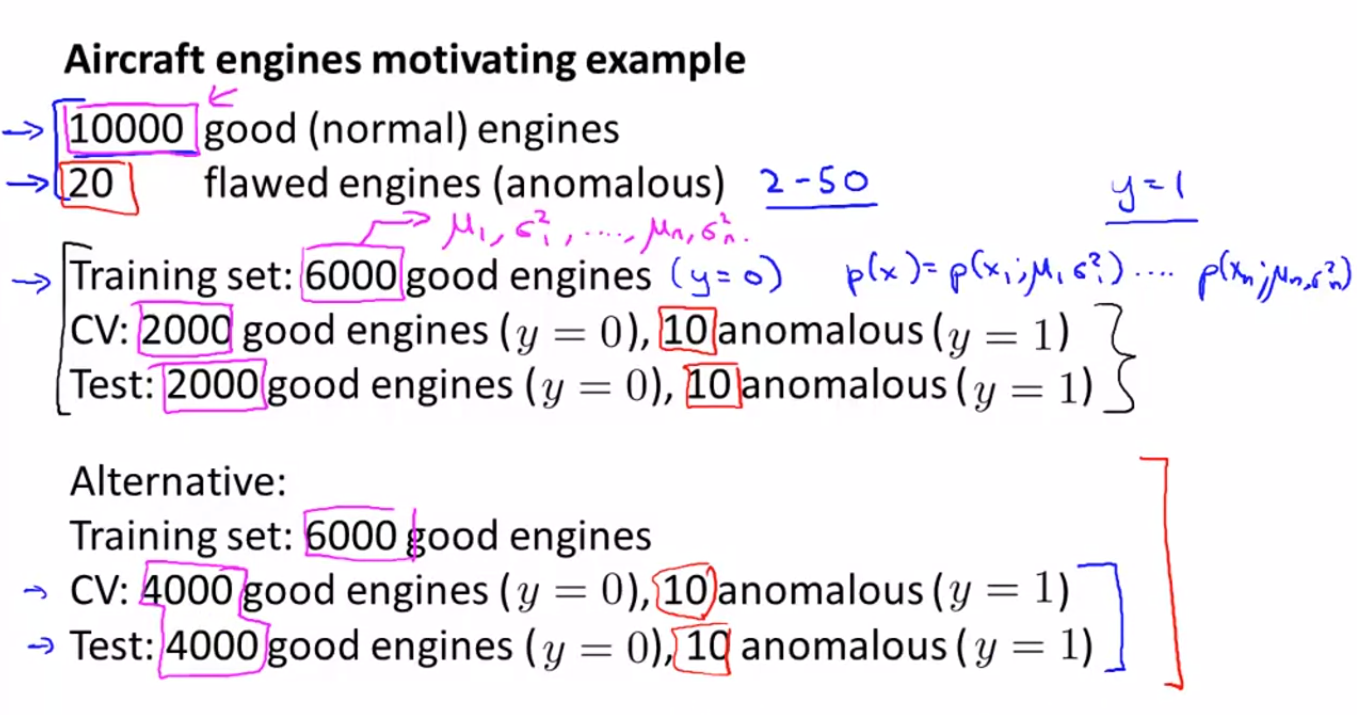 Aircraft engines motivating example
10000 good (normal) engines
20 flawed engines (anomalous) 2-50 y=1
μ₁, σ₁², ...., μₙ, σₙ².
Training set: 6000 good engines (y=0) p(x)=p(x₁;μ₁,σ₁²).... p(xₙ;μₙ,σₙ²)
CV: 2000 good engines (y = 0), 10 anomalous (y = 1)
Test: 2000 good engines (y = 0), 10 anomalous (y = 1)
Alternative:
Training set: 6000 good engines
CV: 4000 good engines (y = 0), 10 anomalous (y = 1)
Test: 4000 good engines (y = 0), 10 anomalous (y = 1)